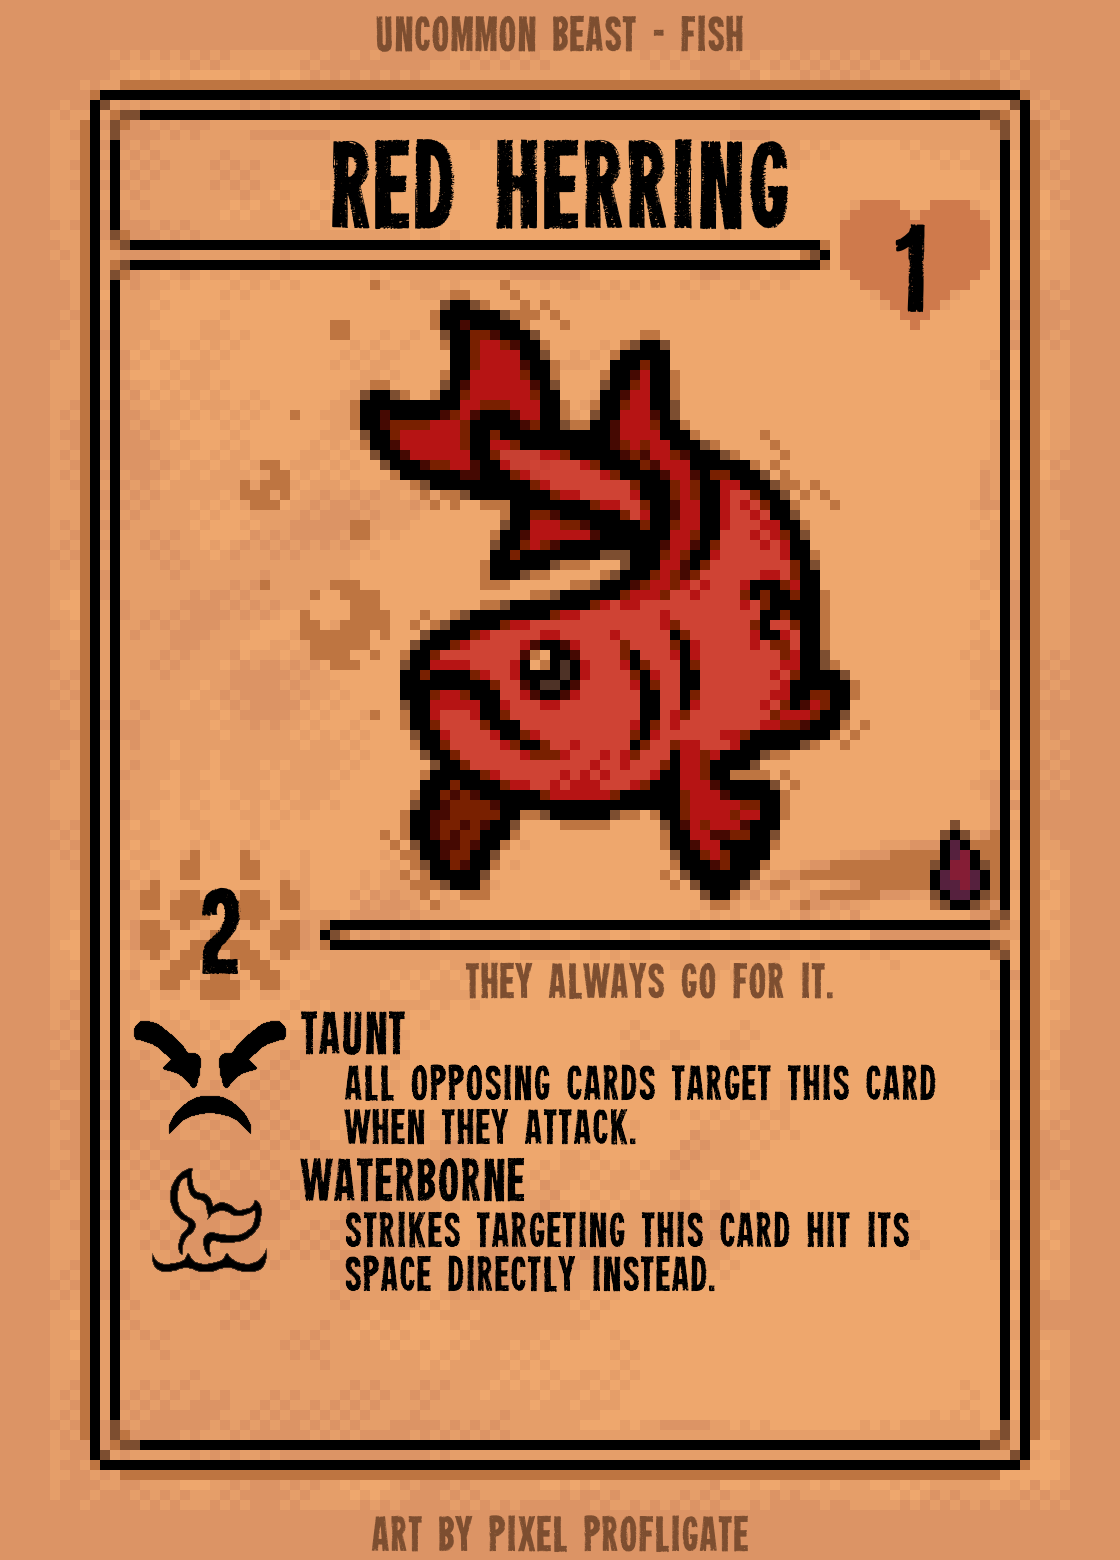 UNCOMMON BEAST - FISH
RED HERRING
1
2
THEY ALWAYS GO FOR IT.
TAUNT
ALL OPPOSING CARDS TARGET THIS CARD
WHEN THEY ATTACK.
WATERBORNE
STRIKES TARGETING THIS CARD HIT ITS
SPACE DIRECTLY INSTEAD.
ART BY PIXEL PROFLIGATE